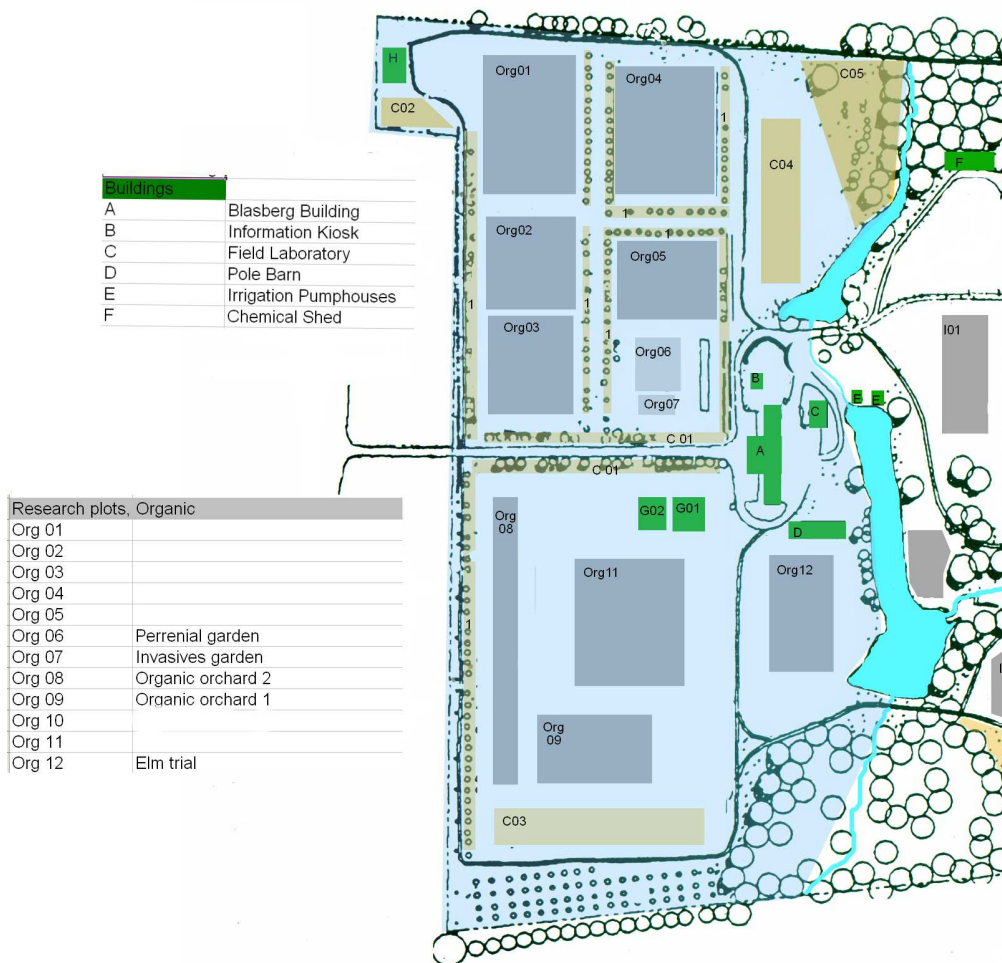 H
C02
Org01
Org04
C05
1
C04
F
Buildings
A Blasberg Building
B Information Kiosk
C Field Laboratory
D Pole Barn
E Irrigation Pumphouses
F Chemical Shed
Org02
1
1
Org05
Org03
1
1
1
Org06
Org07
I01
B
C
E
E
A
C 01
C 01
Research plots, Organic
Org 01
Org 02
Org 03
Org 04
Org 05
Org 06 Perrenial garden
Org 07 Invasives garden
Org 08 Organic orchard 2
Org 09 Organic orchard 1
Org 10
Org 11
Org 12 Elm trial
Org
08
G02
G01
D
Org11
Org12
1
Org
09
C03